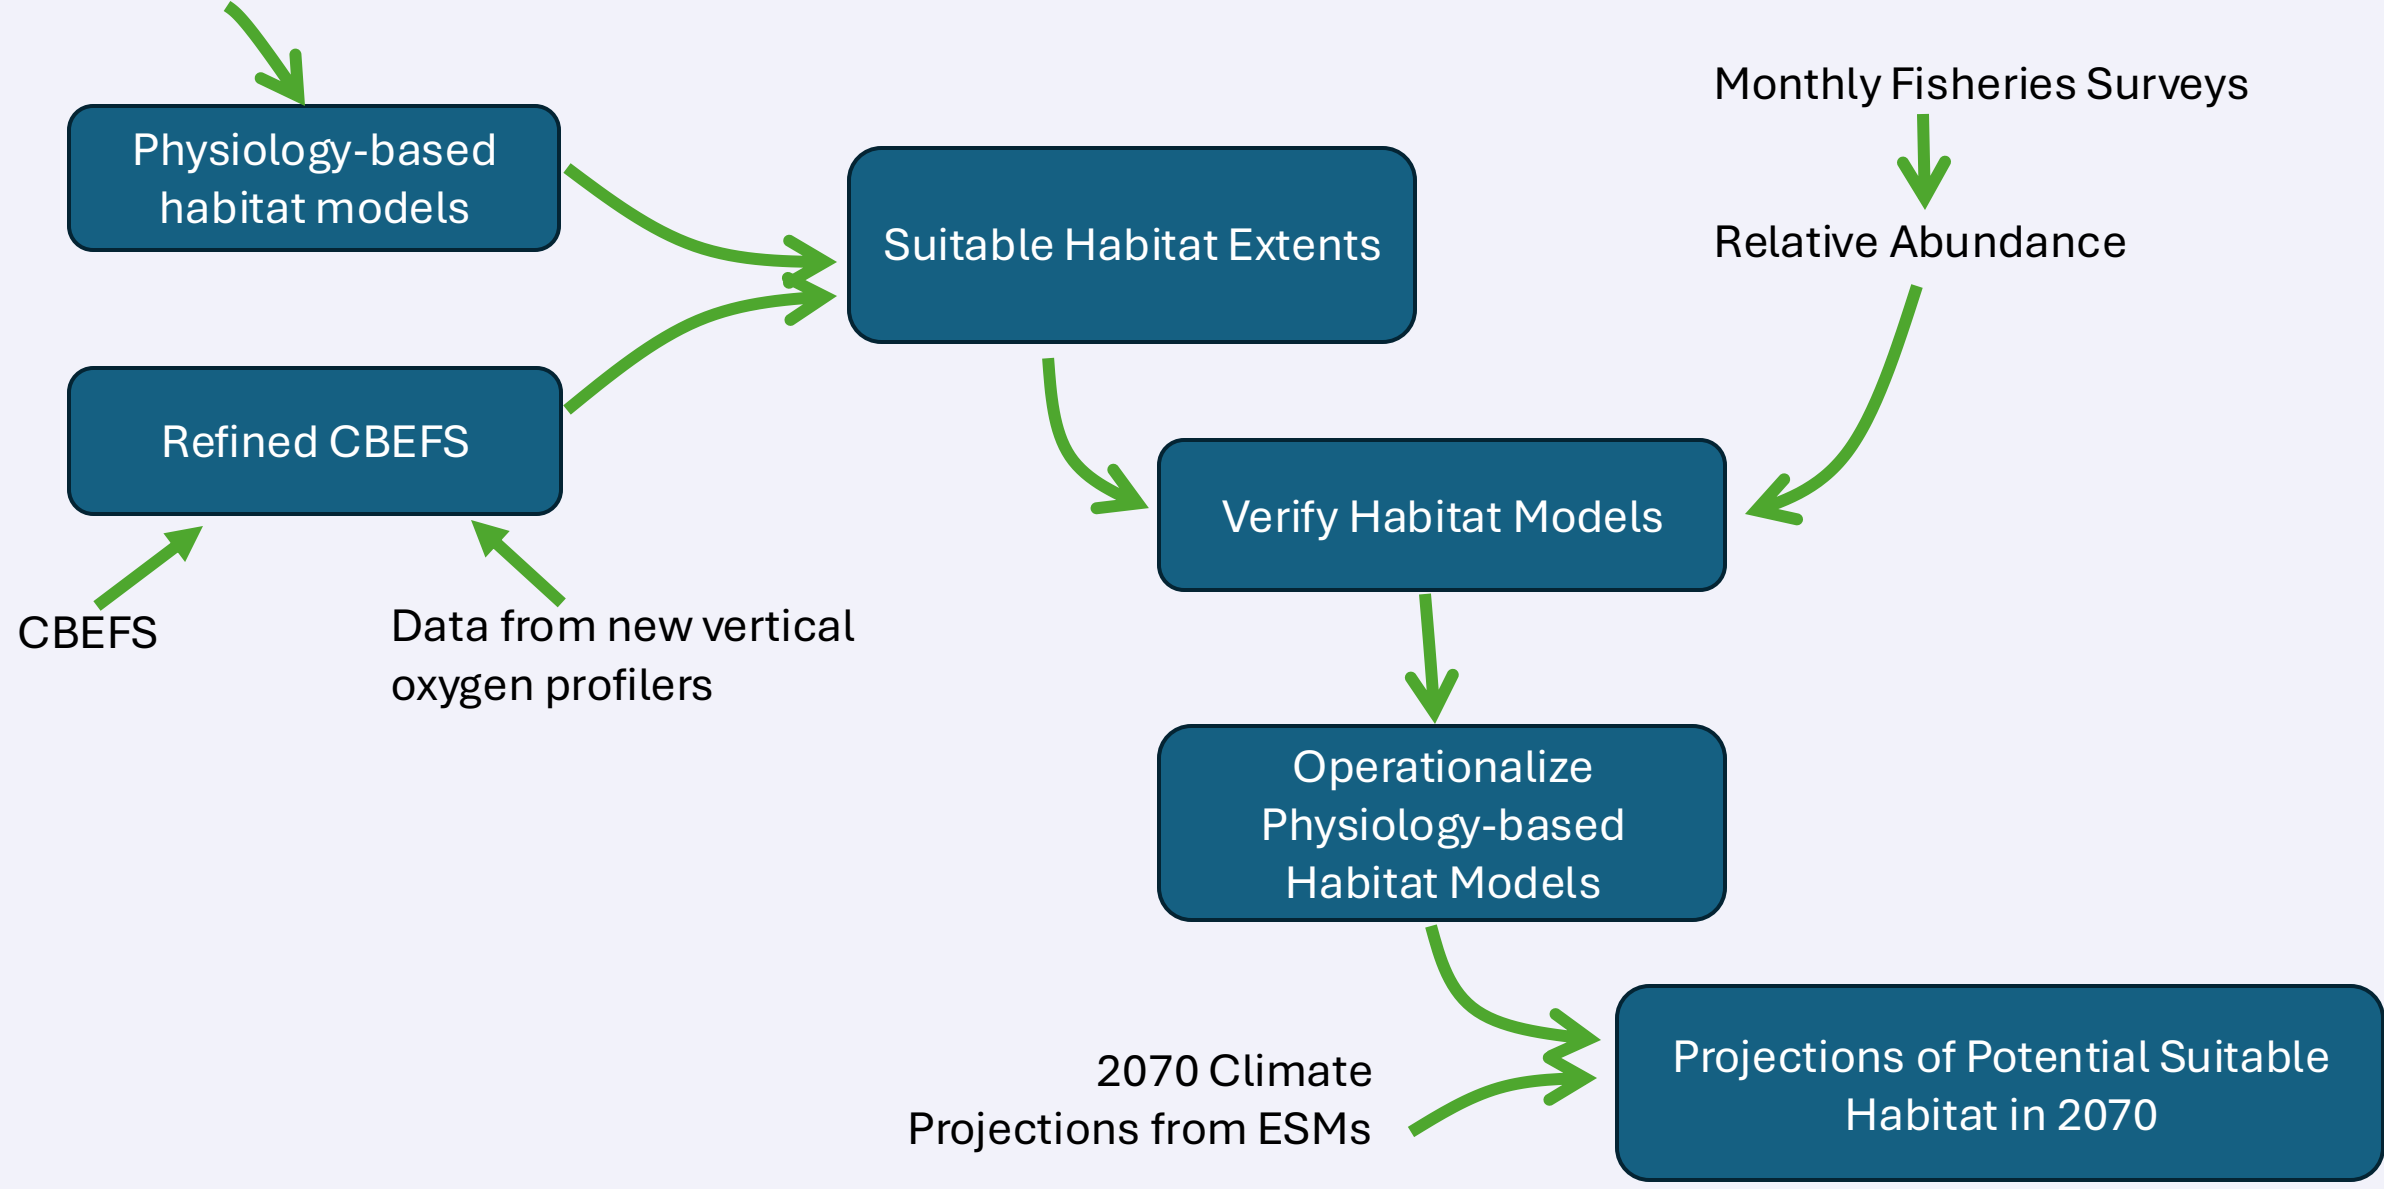 Physiology-based
habitat models
Suitable Habitat Extents
Monthly Fisheries Surveys
Relative Abundance
Refined CBEFS
CBEFS
Data from new vertical
oxygen profilers
Verify Habitat Models
Operationalize
Physiology-based
Habitat Models
2070 Climate
Projections from ESMs
Projections of Potential Suitable
Habitat in 2070